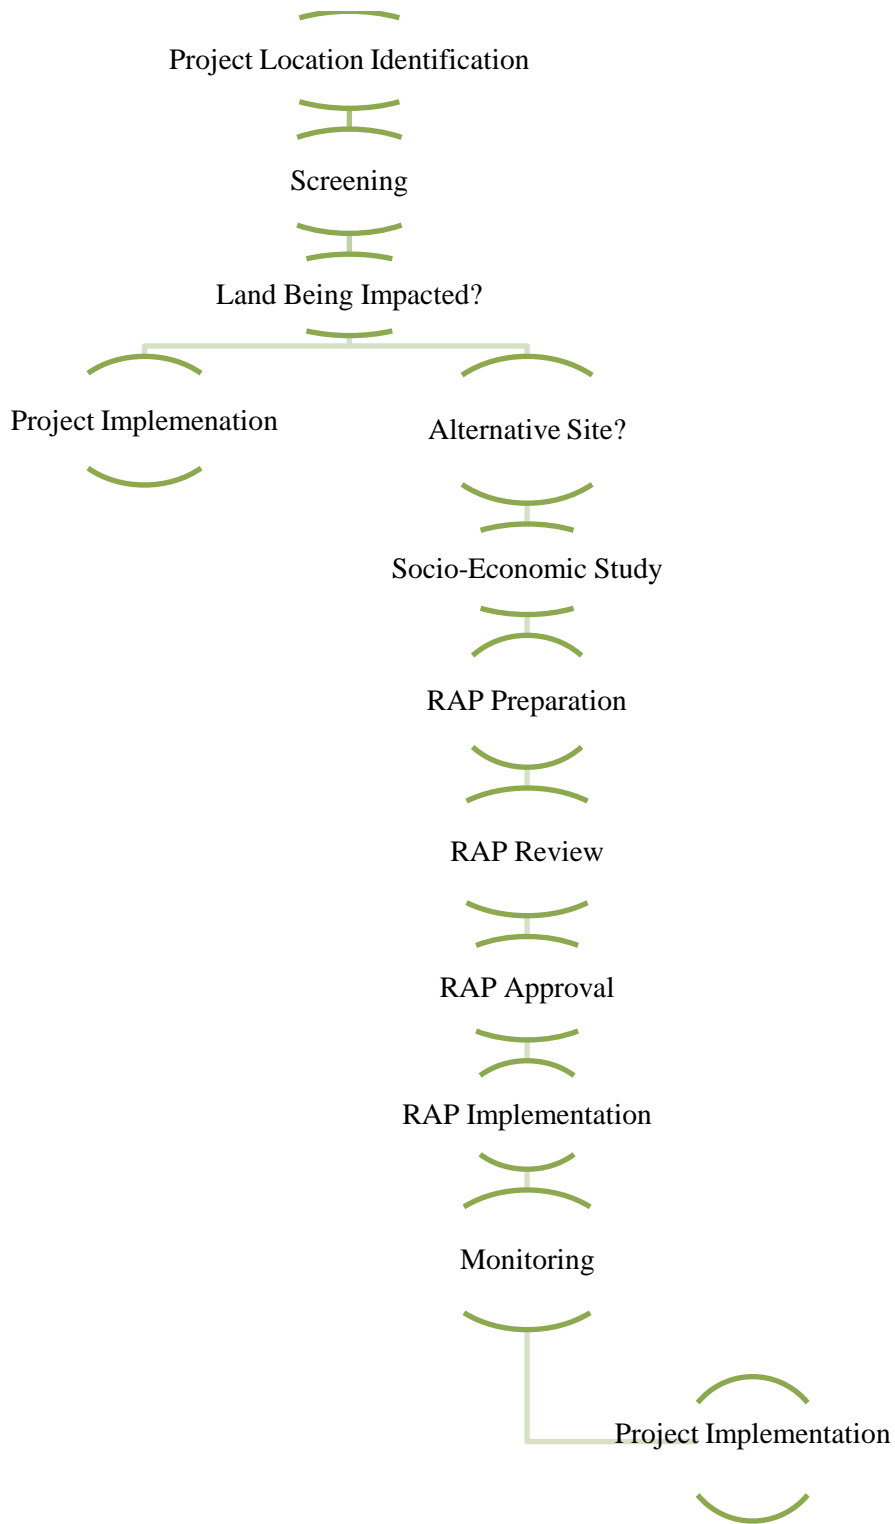 Project Location Identification
Screening
Land Being Impacted?
Project Implemenation
Alternative Site?
Socio-Economic Study
RAP Preparation
RAP Review
RAP Approval
RAP Implementation
Monitoring
Project Implementation